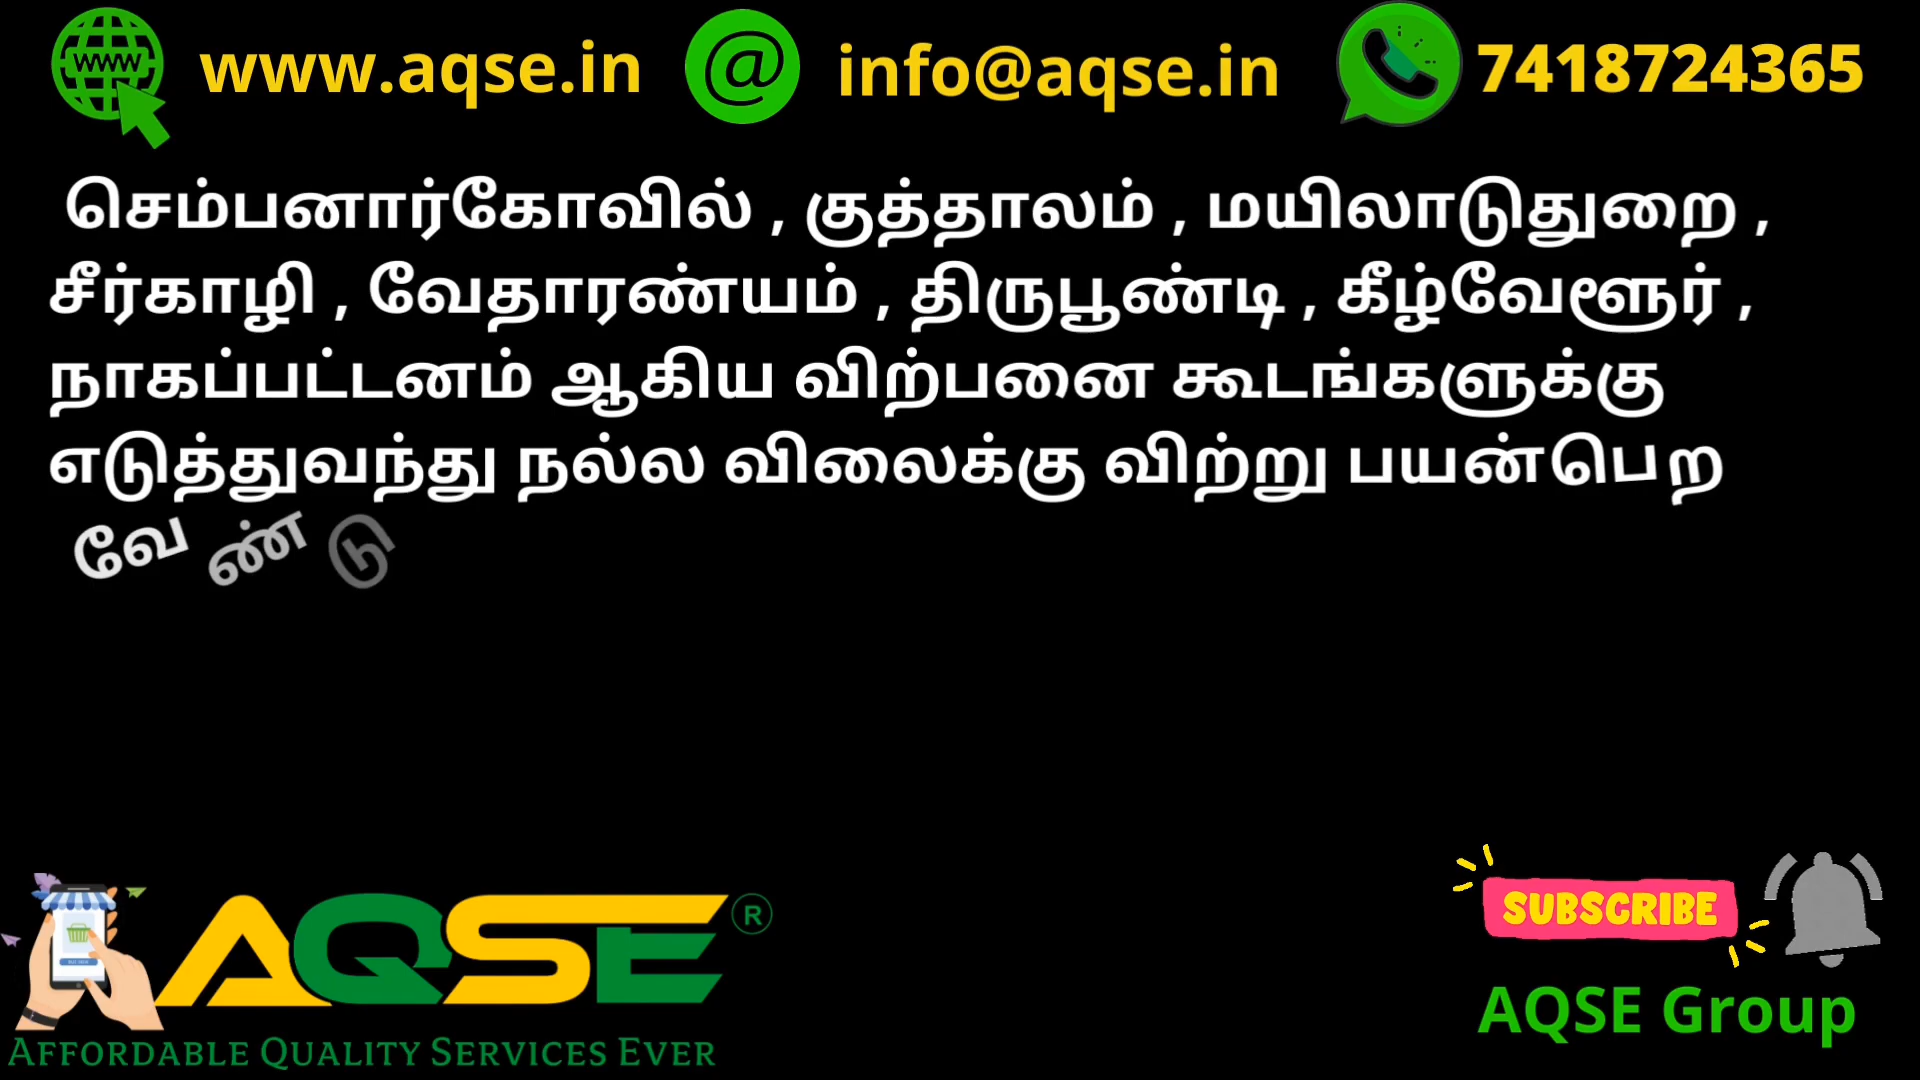 www.aqse.in info@aqse.in 7418724365
செம்பனார்கோவில் , குத்தாலம் , மயிலாடுதுறை ,
சீர்காழி , வேதாரண்யம் , திருபூண்டி , கீழ்வேளூர் ,
நாகப்பட்டனம் ஆகிய விற்பனை கூடங்களுக்கு
எடுத்துவந்து நல்ல விலைக்கு விற்று பயன்பெற
வேண்டு
AQSE ®
SUBSCRIBE
AQSE Group
AFFORDABLE QUALITY SERVICES EVER